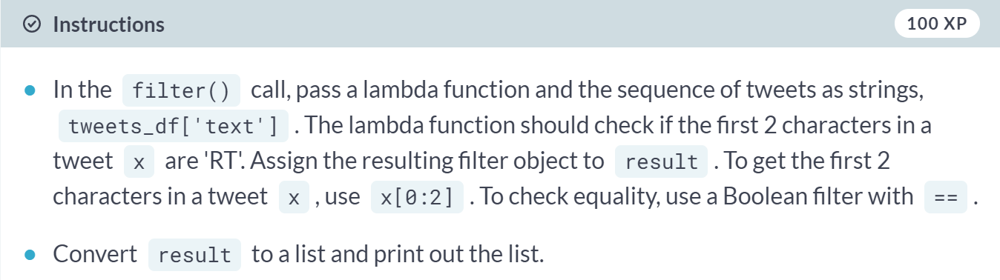 Instructions
100 XP
In the filter() call, pass a lambda function and the sequence of tweets as strings,
tweets_df['text'] . The lambda function should check if the first 2 characters in a
tweet x are 'RT'. Assign the resulting filter object to result . To get the first 2
characters in a tweet x , use x[0:2] . To check equality, use a Boolean filter with == .
Convert result to a list and print out the list.